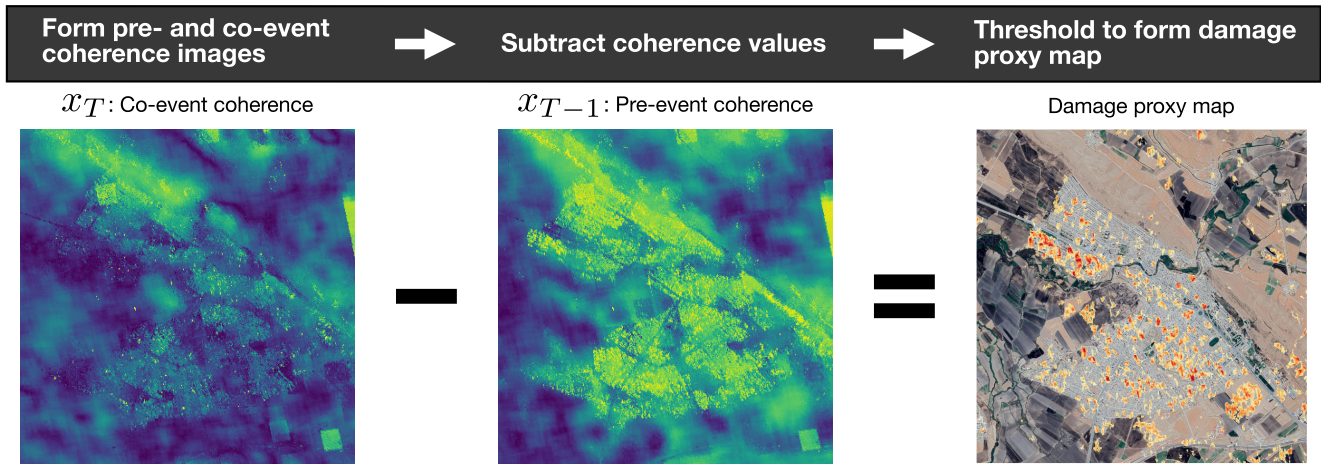 Form pre- and co-event
coherence images
Subtract coherence values
Threshold to form damage
proxy map
x_T: Co-event coherence
x_{T−1}: Pre-event coherence
Damage proxy map